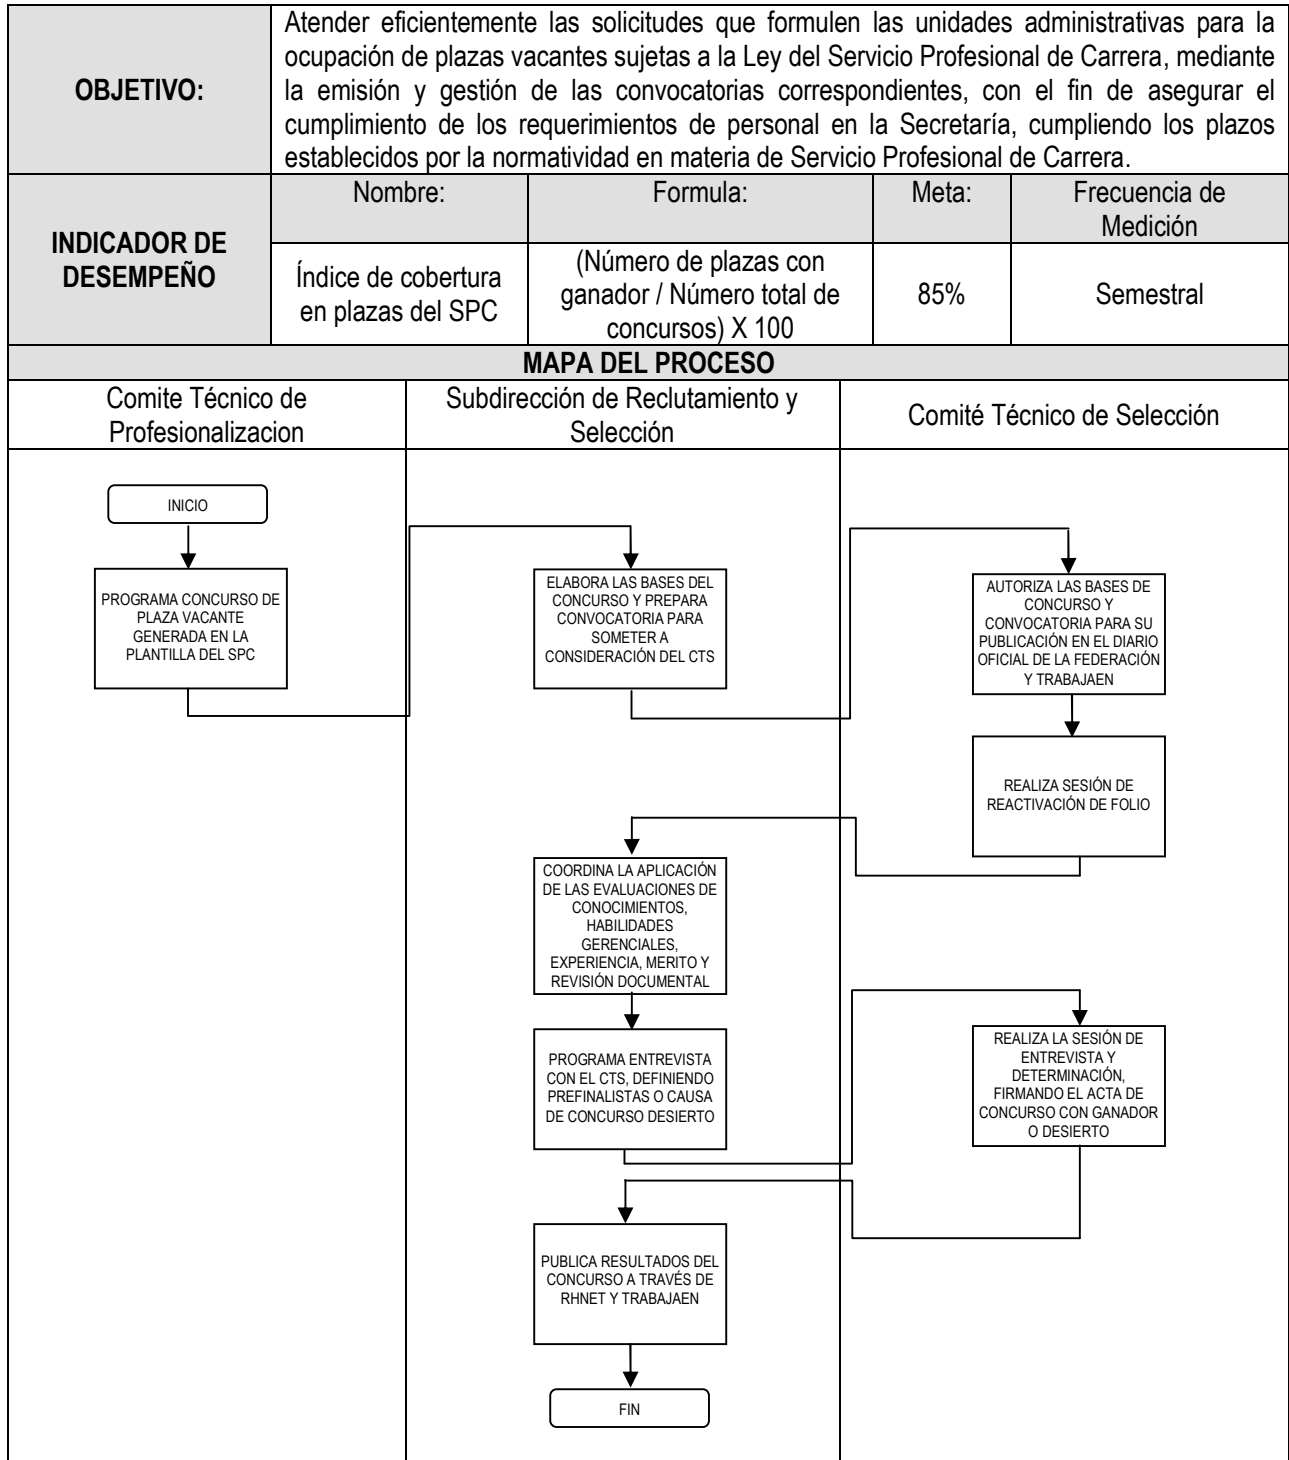 OBJETIVO:
Atender eficientemente las solicitudes que formulen las unidades administrativas para la
ocupación de plazas vacantes sujetas a la Ley del Servicio Profesional de Carrera, mediante
la emisión y gestión de las convocatorias correspondientes, con el fin de asegurar el
cumplimiento de los requerimientos de personal en la Secretaría, cumpliendo los plazos
establecidos por la normatividad en materia de Servicio Profesional de Carrera.
INDICADOR DE
DESEMPEÑO
Nombre:
Formula:
Meta:
Frecuencia de
Medición
Índice de cobertura
en plazas del SPC
(Número de plazas con
ganador / Número total de
concursos) X 100
85%
Semestral
MAPA DEL PROCESO
Comite Técnico de
Profesionalizacion
Subdirección de Reclutamiento y
Selección
Comité Técnico de Selección
INICIO
PROGRAMA CONCURSO DE
PLAZA VACANTE
GENERADA EN LA
PLANTILLA DEL SPC
ELABORA LAS BASES DEL
CONCURSO Y PREPARA
CONVOCATORIA PARA
SOMETER A
CONSIDERACIÓN DEL CTS
AUTORIZA LAS BASES DE
CONCURSO Y
CONVOCATORIA PARA SU
PUBLICACIÓN EN EL DIARIO
OFICIAL DE LA FEDERACIÓN
Y TRABAJAEN
REALIZA SESIÓN DE
REACTIVACIÓN DE FOLIO
COORDINA LA APLICACIÓN
DE LAS EVALUACIONES DE
CONOCIMIENTOS,
HABILIDADES
GERENCIALES,
EXPERIENCIA, MERITO Y
REVISIÓN DOCUMENTAL
PROGRAMA ENTREVISTA
CON EL CTS, DEFINIENDO
PREFINALISTAS O CAUSA
DE CONCURSO DESIERTO
REALIZA LA SESIÓN DE
ENTREVISTA Y
DETERMINACIÓN,
FIRMANDO EL ACTA DE
CONCURSO CON GANADOR
O DESIERTO
PUBLICA RESULTADOS DEL
CONCURSO A TRAVÉS DE
RHNET Y TRABAJAEN
FIN